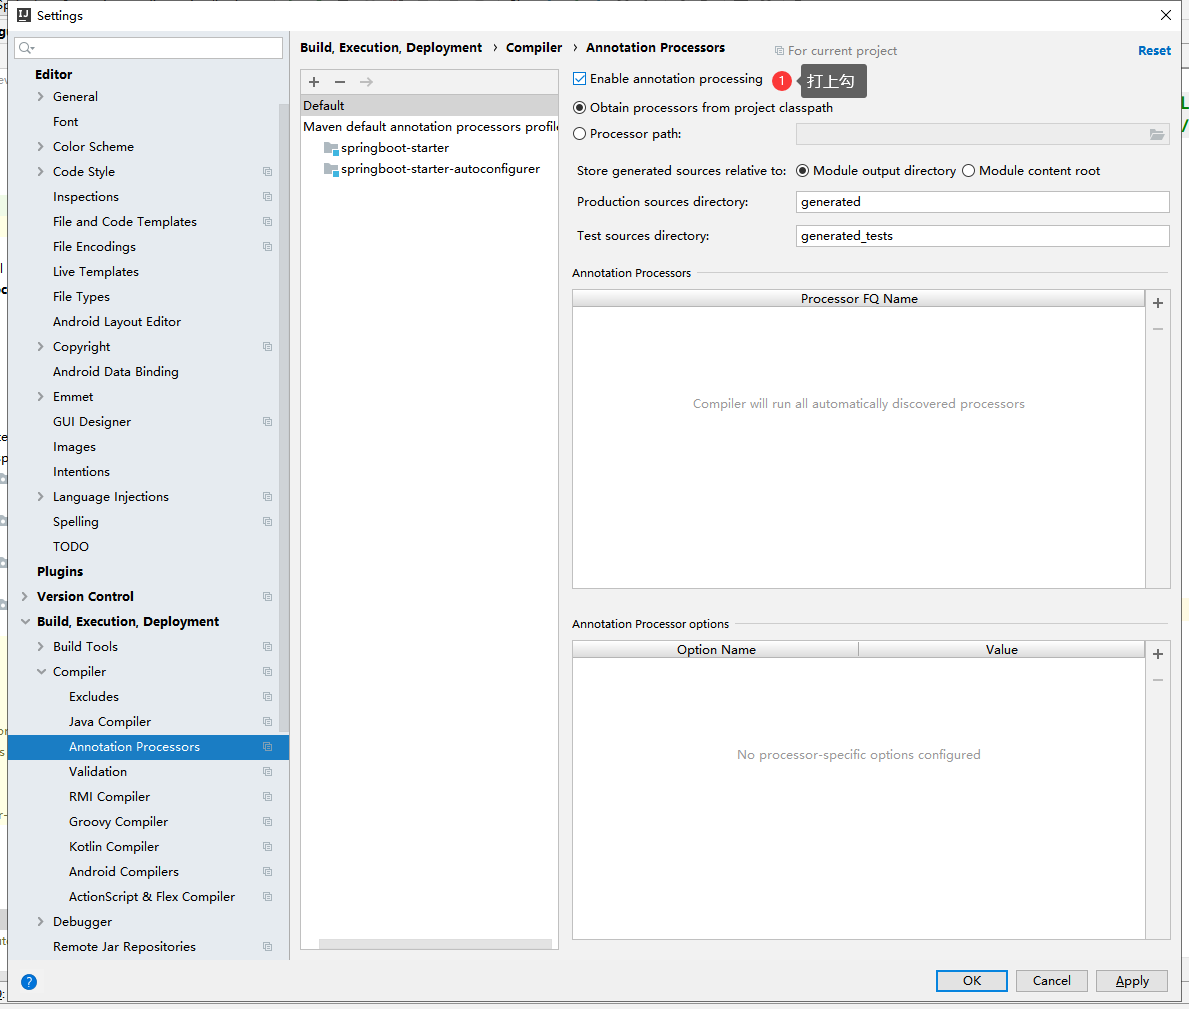 Settings
Editor
General
Font
Color Scheme
Code Style
Inspections
File and Code Templates
File Encodings
Live Templates
File Types
Android Layout Editor
Copyright
Android Data Binding
Emmet
GUI Designer
Images
Intentions
Language Injections
Spelling
TODO
Plugins
Version Control
Build, Execution, Deployment
Build Tools
Compiler
Excludes
Java Compiler
Annotation Processors
Validation
RMI Compiler
Groovy Compiler
Kotlin Compiler
Android Compilers
ActionScript & Flex Compiler
Debugger
Remote Jar Repositories
Build, Execution, Deployment › Compiler › Annotation Processors
For current project
Reset
Default
Maven default annotation processors profile
springboot-starter
springboot-starter-autoconfigurer
Enable annotation processing
1 打上勾
Obtain processors from project classpath
Processor path:
Store generated sources relative to: Module output directory Module content root
Production sources directory: generated
Test sources directory: generated_tests
Annotation Processors
Processor FQ Name
Compiler will run all automatically discovered processors
Annotation Processor options
Option Name Value
No processor-specific options configured
?
OK Cancel Apply